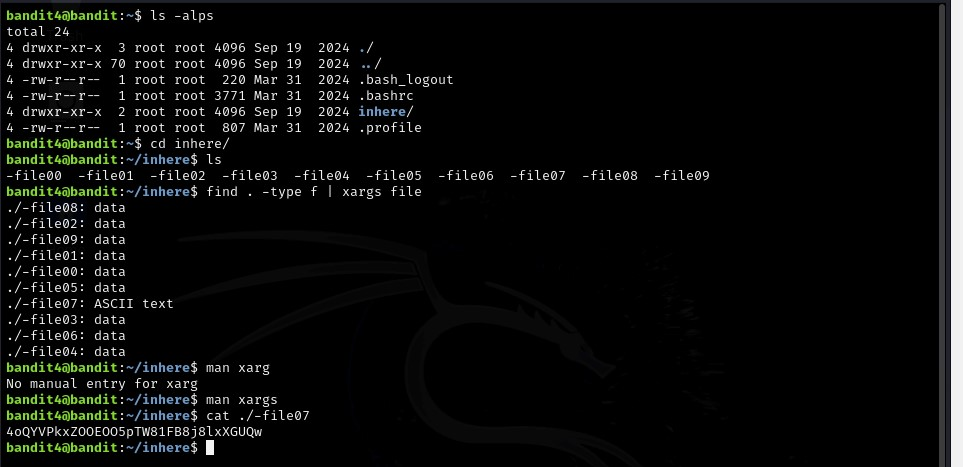 bandit4@bandit:~$ ls -alps
total 24
4 drwxr-xr-x  3 root root 4096 Sep 19  2024 ./
4 drwxr-xr-x 70 root root 4096 Sep 19  2024 ../
4 -rw-r--r--  1 root root  220 Mar 31  2024 .bash_logout
4 -rw-r--r--  1 root root 3771 Mar 31  2024 .bashrc
4 drwxr-xr-x  2 root root 4096 Sep 19  2024 inhere/
4 -rw-r--r--  1 root root  807 Mar 31  2024 .profile
bandit4@bandit:~$ cd inhere/
bandit4@bandit:~/inhere$ ls
-file00  -file01  -file02  -file03  -file04  -file05  -file06  -file07  -file08  -file09
bandit4@bandit:~/inhere$ find . -type f | xargs file
./-file08: data
./-file02: data
./-file09: data
./-file01: data
./-file00: data
./-file05: data
./-file07: ASCII text
./-file03: data
./-file06: data
./-file04: data
bandit4@bandit:~/inhere$ man xarg
No manual entry for xarg
bandit4@bandit:~/inhere$ man xargs
bandit4@bandit:~/inhere$ cat ./-file07
4oQYVPkxZOOEOO5pTW81FB8j8lxXGUQw
bandit4@bandit:~/inhere$